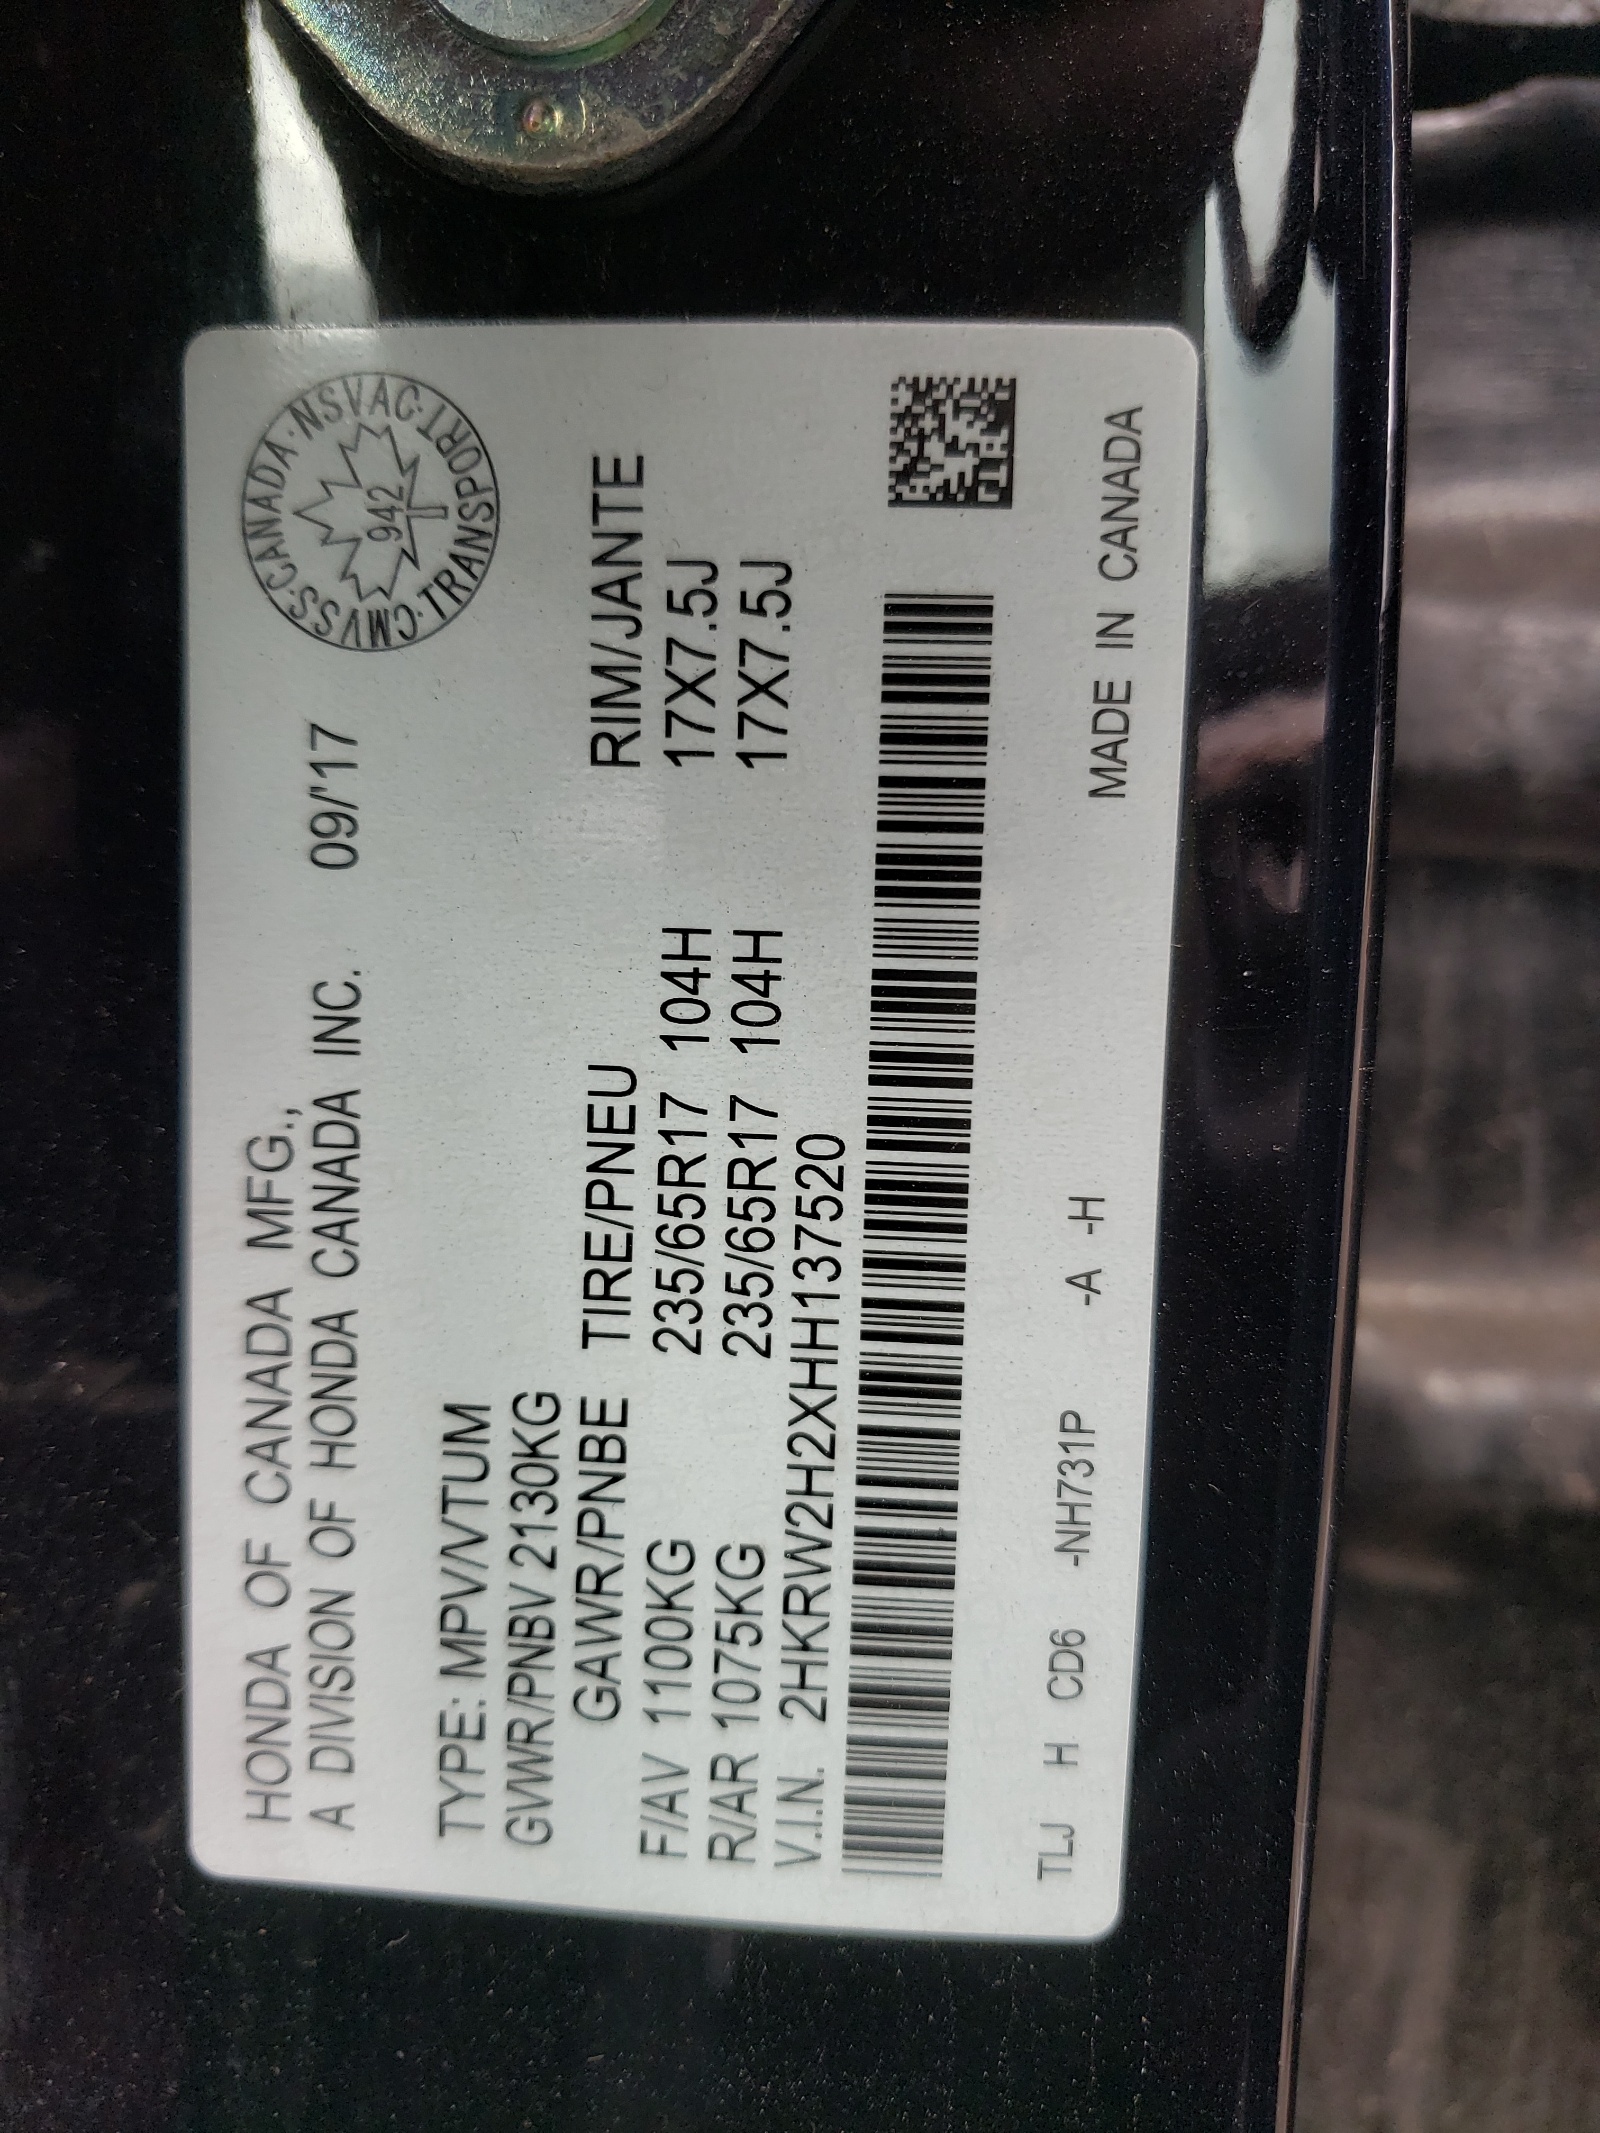 HONDA OF CANADA MFG.,
A DIVISION OF HONDA CANADA INC. 09/'17
CMVSS·CANADA·NSVAC·TRANSPORT·
942
TYPE: MPV/VTUM
GVWR/PNBV 2130KG
GAWR/PNBE TIRE/PNEU RIM/JANTE
F/AV 1100KG 235/65R17 104H 17X7.5J
R/AR 1075KG 235/65R17 104H 17X7.5J
V.I.N. 2HKRW2H2XHH137520
TLJ H CD6 -NH731P -A -H MADE IN CANADA